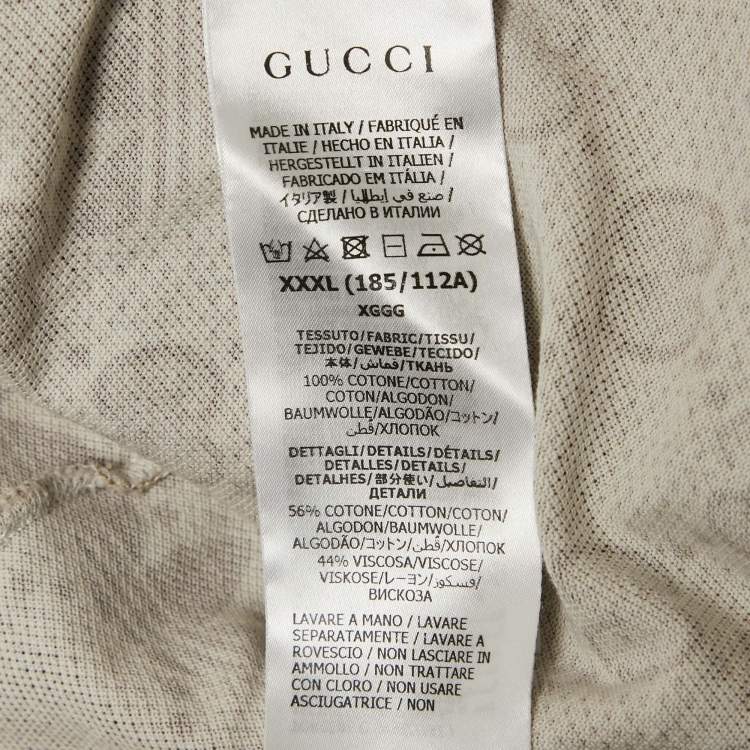 GUCCI
MADE IN ITALY / FABRIQUÉ EN
ITALIE / HECHO EN ITALIA /
HERGESTELLT IN ITALIEN /
FABRICADO EM ITÁLIA /
イタリア製 / صنع في إيطاليا /
СДЕЛАНО В ИТАЛИИ
XXXL (185/112A)
XGGG
TESSUTO/FABRIC/TISSU/
TEJIDO/GEWEBE/TECIDO/
本体/قماش/ТКАНЬ
100% COTONE/COTTON/
COTON/ALGODON/
BAUMWOLLE/ALGODÃO/コットン/
قطن/ХЛОПОК
DETTAGLI/DETAILS/DÉTAILS/
DETALLES/DETAILS/
DETALHES/部分使い/التفاصيل/
ДЕТАЛИ
56% COTONE/COTTON/COTON/
ALGODON/BAUMWOLLE/
ALGODÃO/コットン/قطن/ХЛОПОК
44% VISCOSA/VISCOSE/
VISKOSE/レーヨン/فسكوز/
ВИСКОЗА
LAVARE A MANO / LAVARE
SEPARATAMENTE / LAVARE A
ROVESCIO / NON LASCIARE IN
AMMOLLO / NON TRATTARE
CON CLORO / NON USARE
ASCIUGATRICE / NON